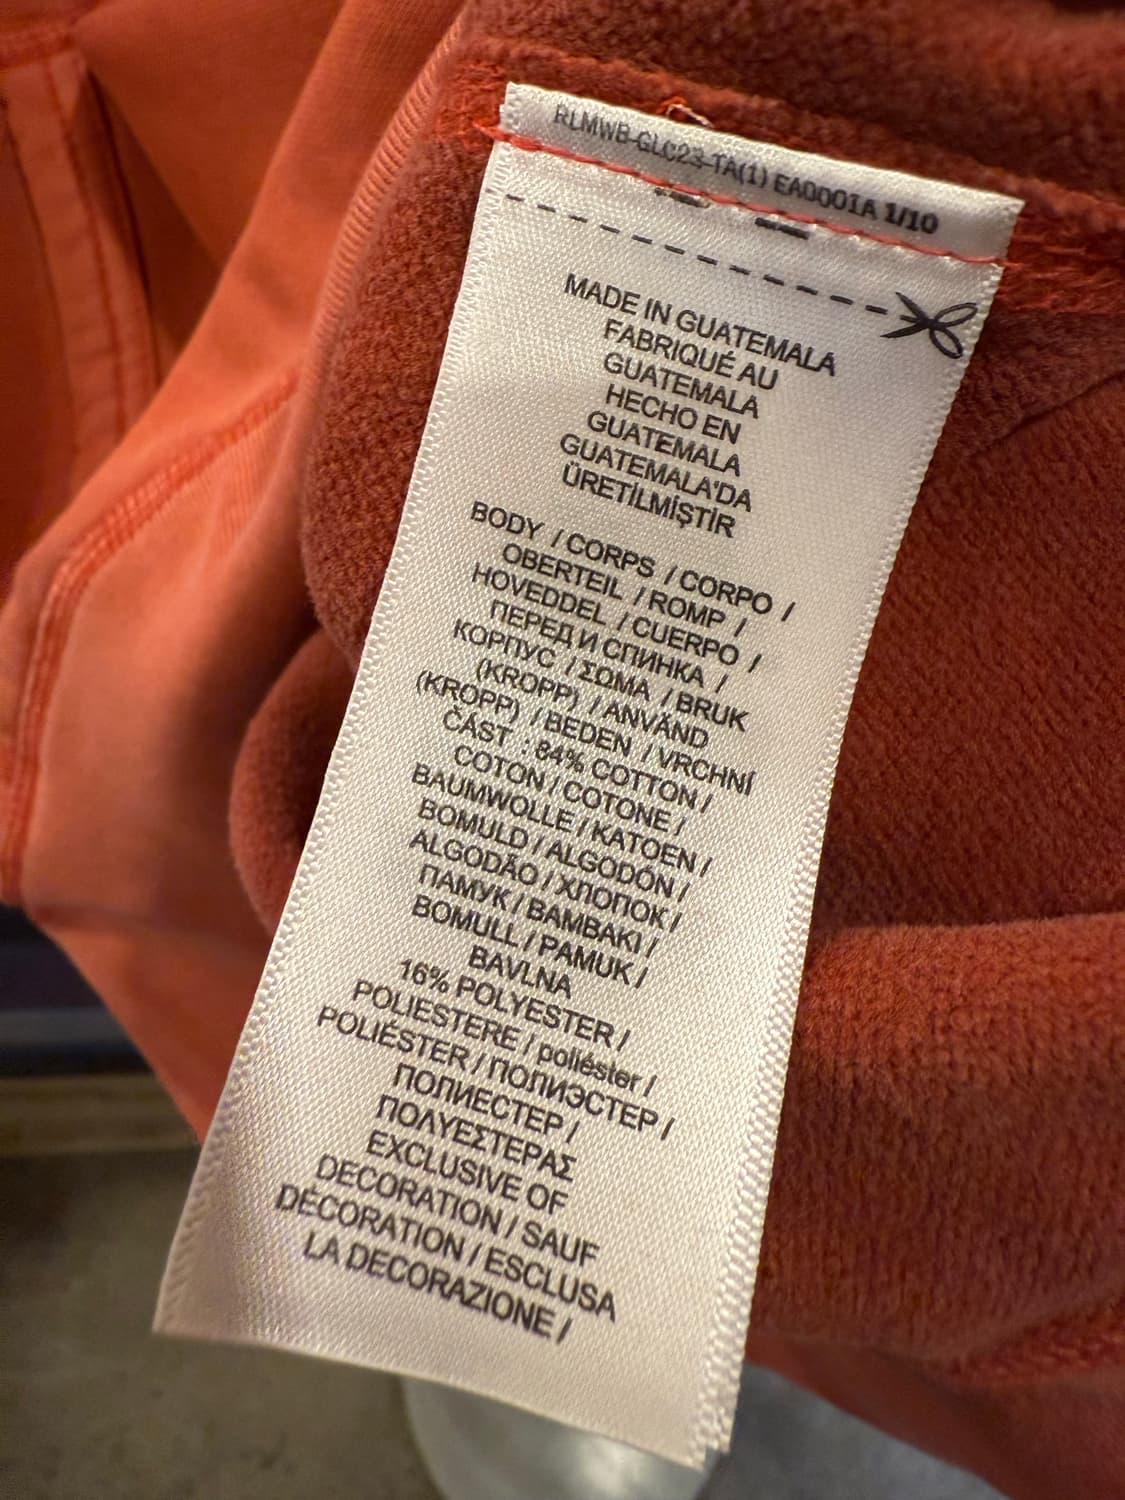 RLMWB-GLC23-TA(1) EA0001A 1/10
MADE IN GUATEMALA
FABRIQUÉ AU
GUATEMALA
HECHO EN
GUATEMALA
GUATEMALA'DA
ÜRETİLMİŞTİR
BODY / CORPS / CORPO /
OBERTEIL / ROMP /
HOVEDDEL / CUERPO /
ПЕРЕД И СПИНКА /
КОРПУС / ΣΩΜΑ / BRUK
(KROPP) / ANVÄND
(KROPP) / BEDEN / VRCHNÍ
ČÁST : 84% COTTON /
COTON / COTONE /
BAUMWOLLE / KATOEN /
BOMULD / ALGODÓN /
ALGODÃO / ХЛОПОК /
ПАМУК / ΒΑΜΒΑΚΙ /
BOMULL / PAMUK /
BAVLNA
16% POLYESTER /
POLIESTERE / poliéster /
POLIÉSTER / ПОЛИЭСТЕР /
ПОЛИЕСТЕР /
ΠΟΛΥΕΣΤΕΡΑΣ
EXCLUSIVE OF
DECORATION / SAUF
DÉCORATION / ESCLUSA
LA DECORAZIONE /